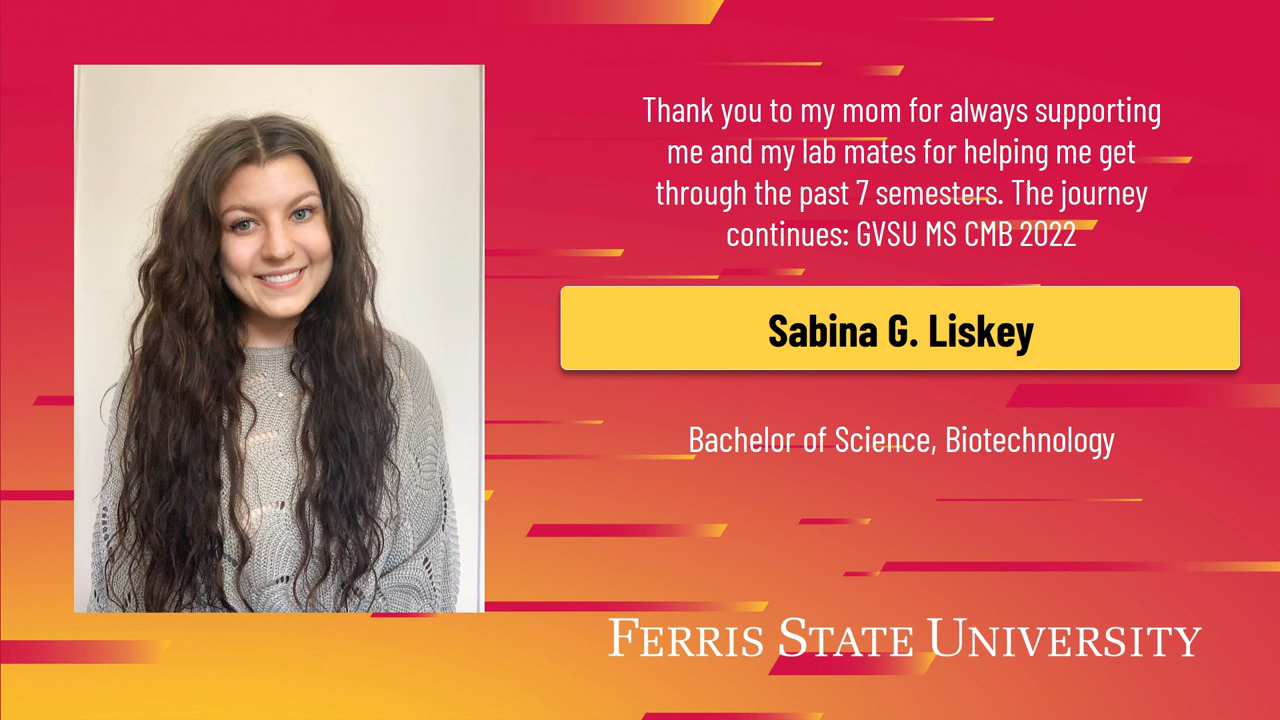 Thank you to my mom for always supporting
me and my lab mates for helping me get
through the past 7 semesters. The journey
continues: GVSU MS CMB 2022
Sabina G. Liskey
Bachelor of Science, Biotechnology
FERRIS STATE UNIVERSITY